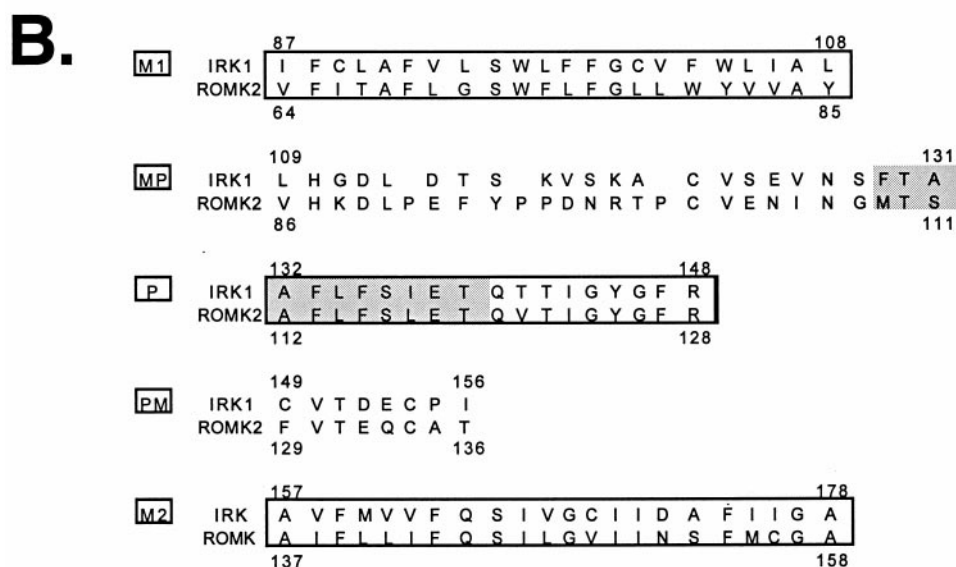 B.
87 108
M1 IRK1 I F C L A F V L S W L F F G C V F W L I A L
ROMK2 V F I T A F L G S W F L F G L L W Y V V A Y
64 85
109 131
MP IRK1 L H G D L D T S K V S K A C V S E V N S F T A
ROMK2 V H K D L P E F Y P P D N R T P C V E N I N G M T S
86 111
132 148
P IRK1 A F L F S I E T Q T T I G Y G F R
ROMK2 A F L F S L E T Q V T I G Y G F R
112 128
149 156
PM IRK1 C V T D E C P I
ROMK2 F V T E Q C A T
129 136
157 178
M2 IRK A V F M V V F Q S I V G C I I D A F I I G A
ROMK A I F L L I F Q S I L G V I I N S F M C G A
137 158